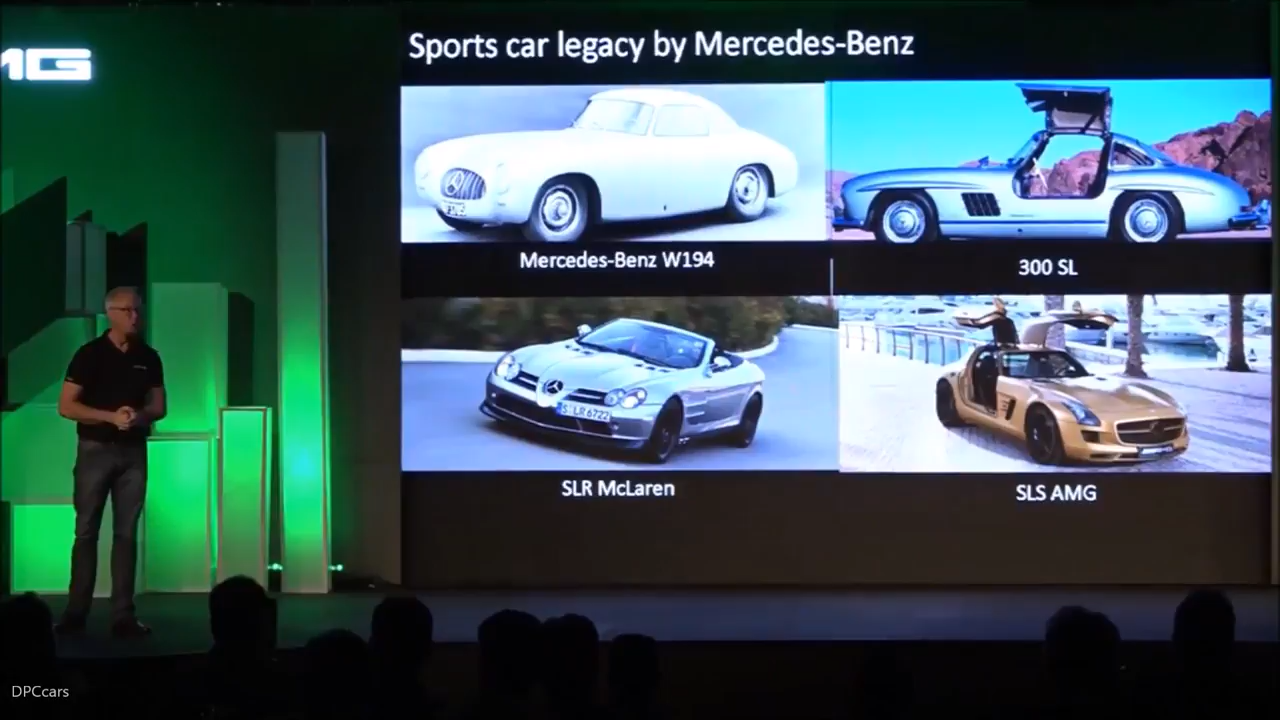 MG
Sports car legacy by Mercedes-Benz
Mercedes-Benz W194
300 SL
S LR 6722
SLR McLaren
SLS AMG
DPCcars